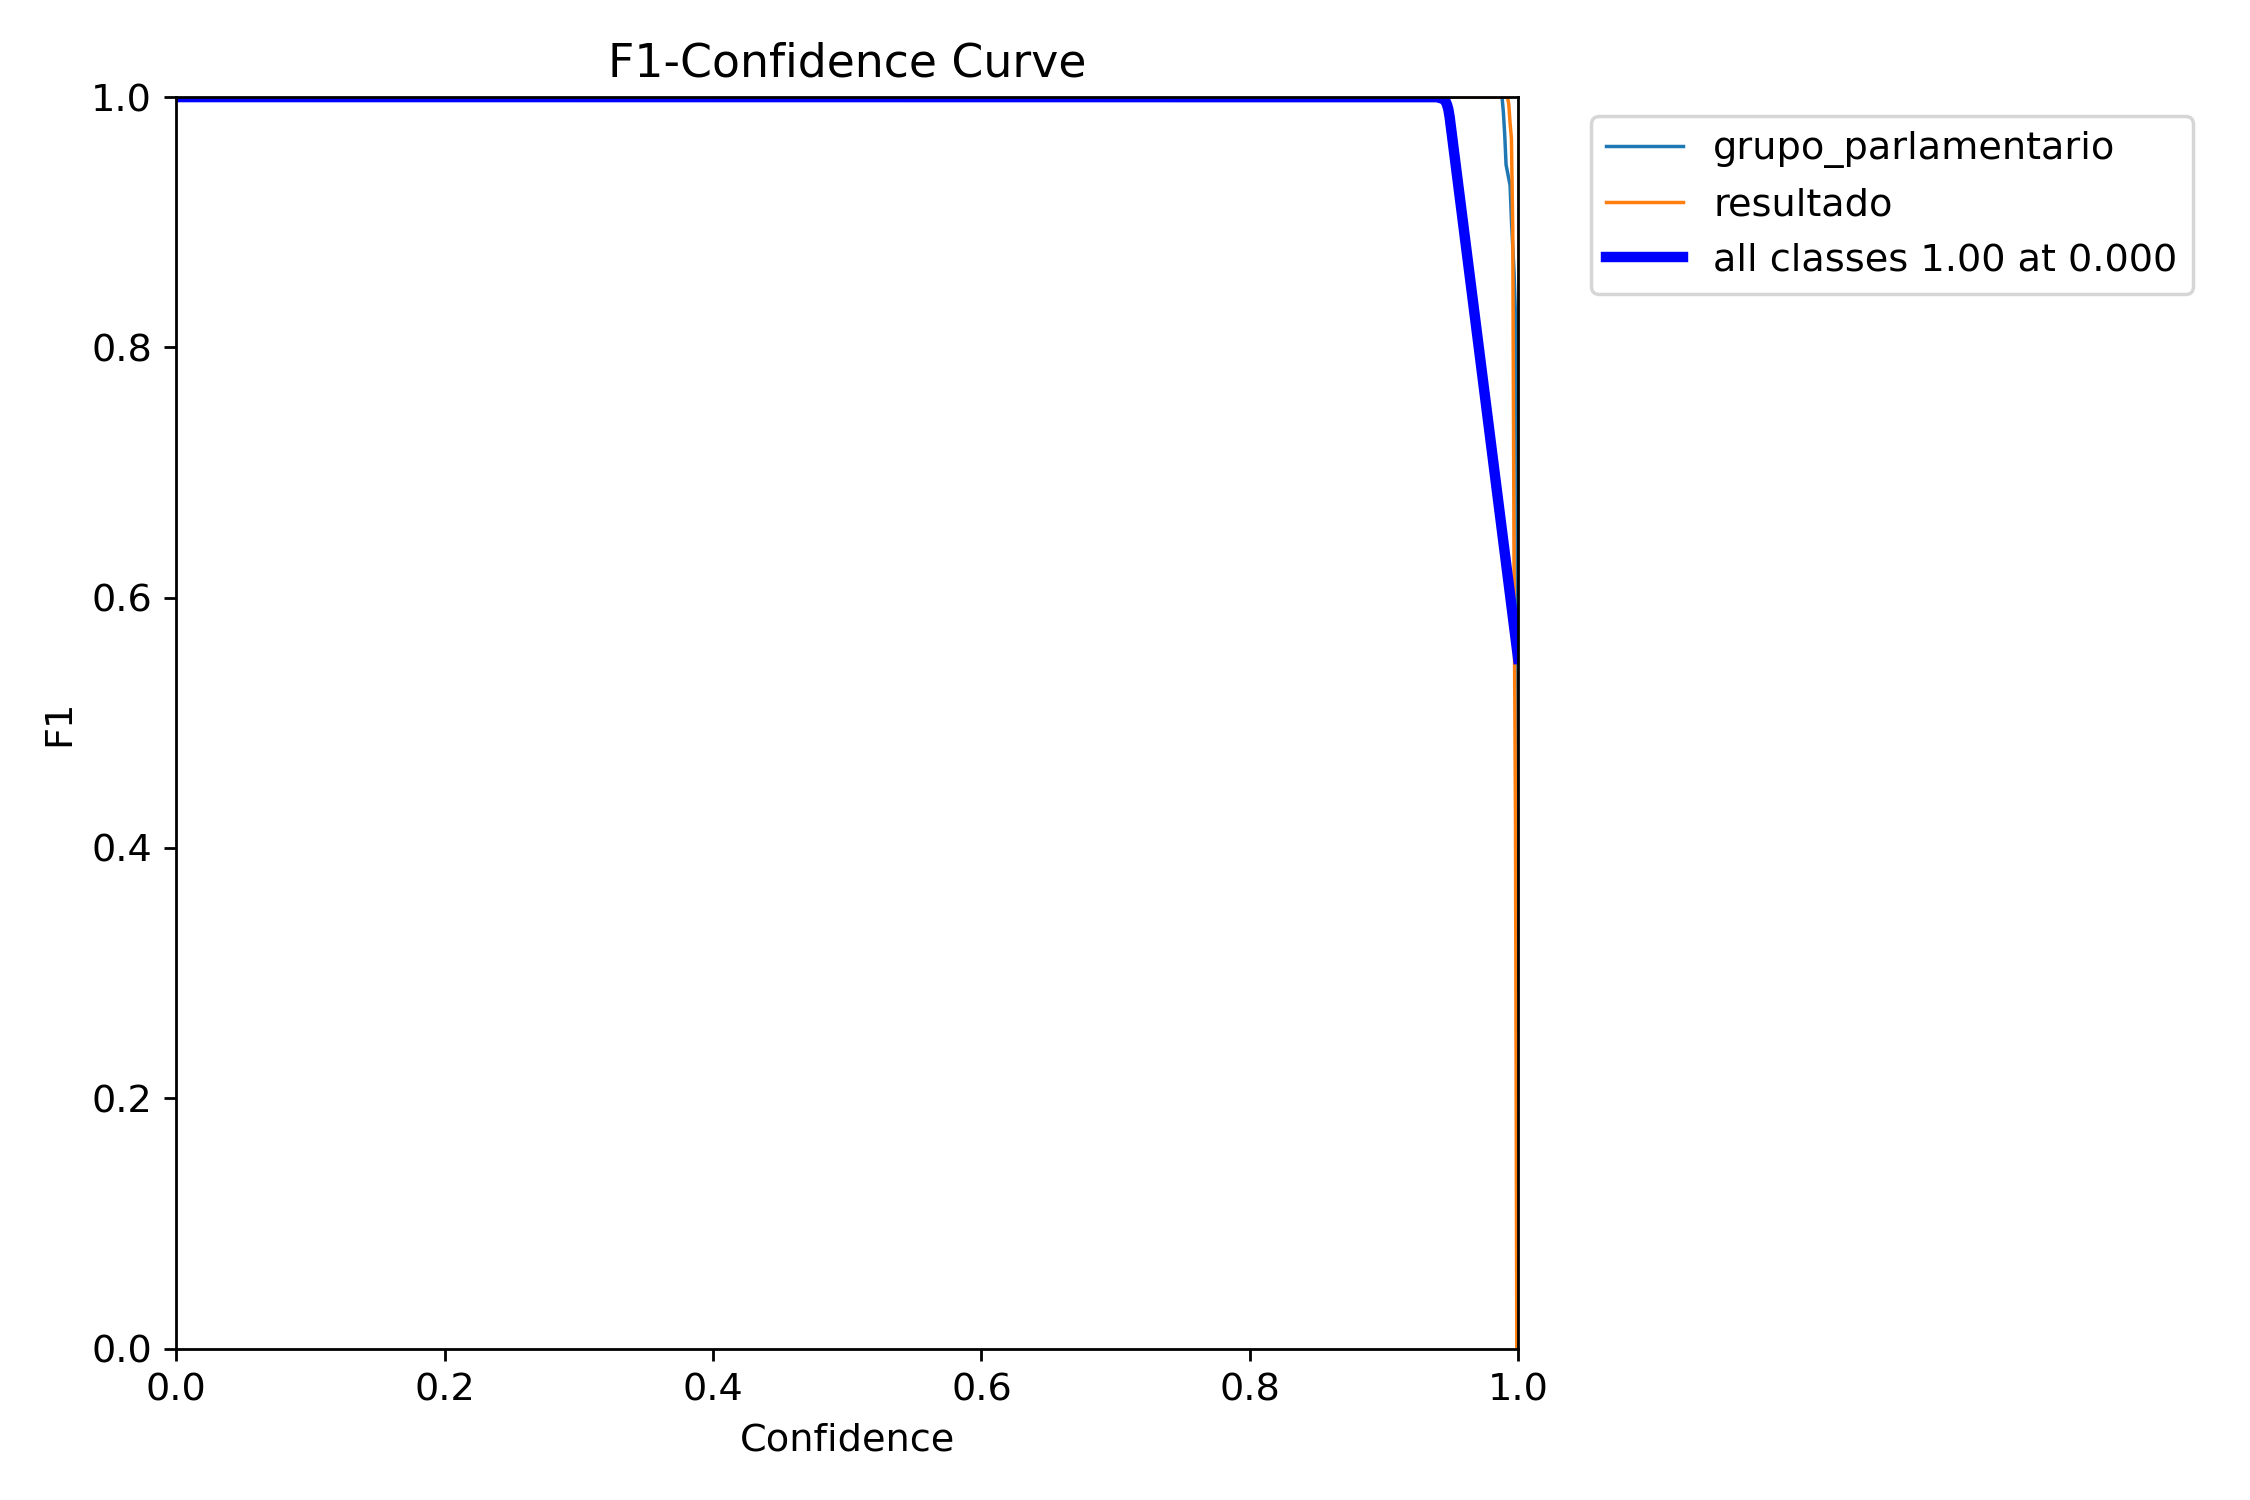 F1-Confidence Curve
1.0
0.8
0.6
0.4
0.2
0.0
F1
0.0 0.2 0.4 0.6 0.8 1.0
Confidence
grupo_parlamentario
resultado
all classes 1.00 at 0.000